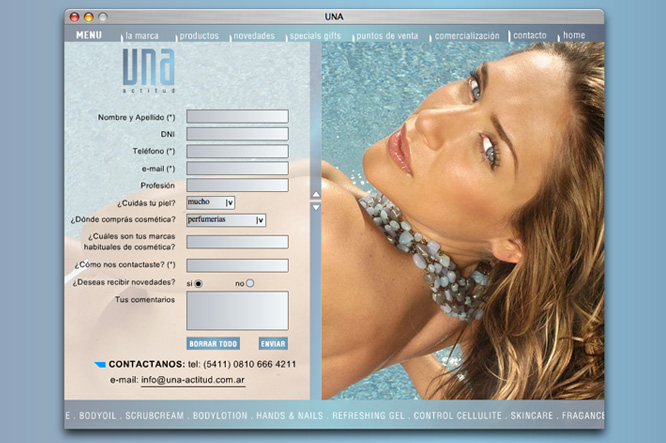 UNA
MENU la marca productos novedades specials gifts puntos de venta comercialización contacto home
una
actitud
Nombre y Apellido (*)
DNI
Teléfono (*)
e-mail (*)
Profesión
¿Cuidás tu piel? mucho
¿Dónde comprás cosmética? perfumerias
¿Cuáles son tus marcas
habituales de cosmética?
¿Cómo nos contactaste? (*)
¿Deseas recibir novedades? si no
Tus comentarios
BORRAR TODO ENVIAR
CONTACTANOS: tel: (5411) 0810 666 4211
e-mail: info@una-actitud.com.ar
E . BODYOIL . SCRUBCREAM . BODYLOTION . HANDS & NAILS . REFRESHING GEL . CONTROL CELLULITE . SKINCARE . FRAGANCE